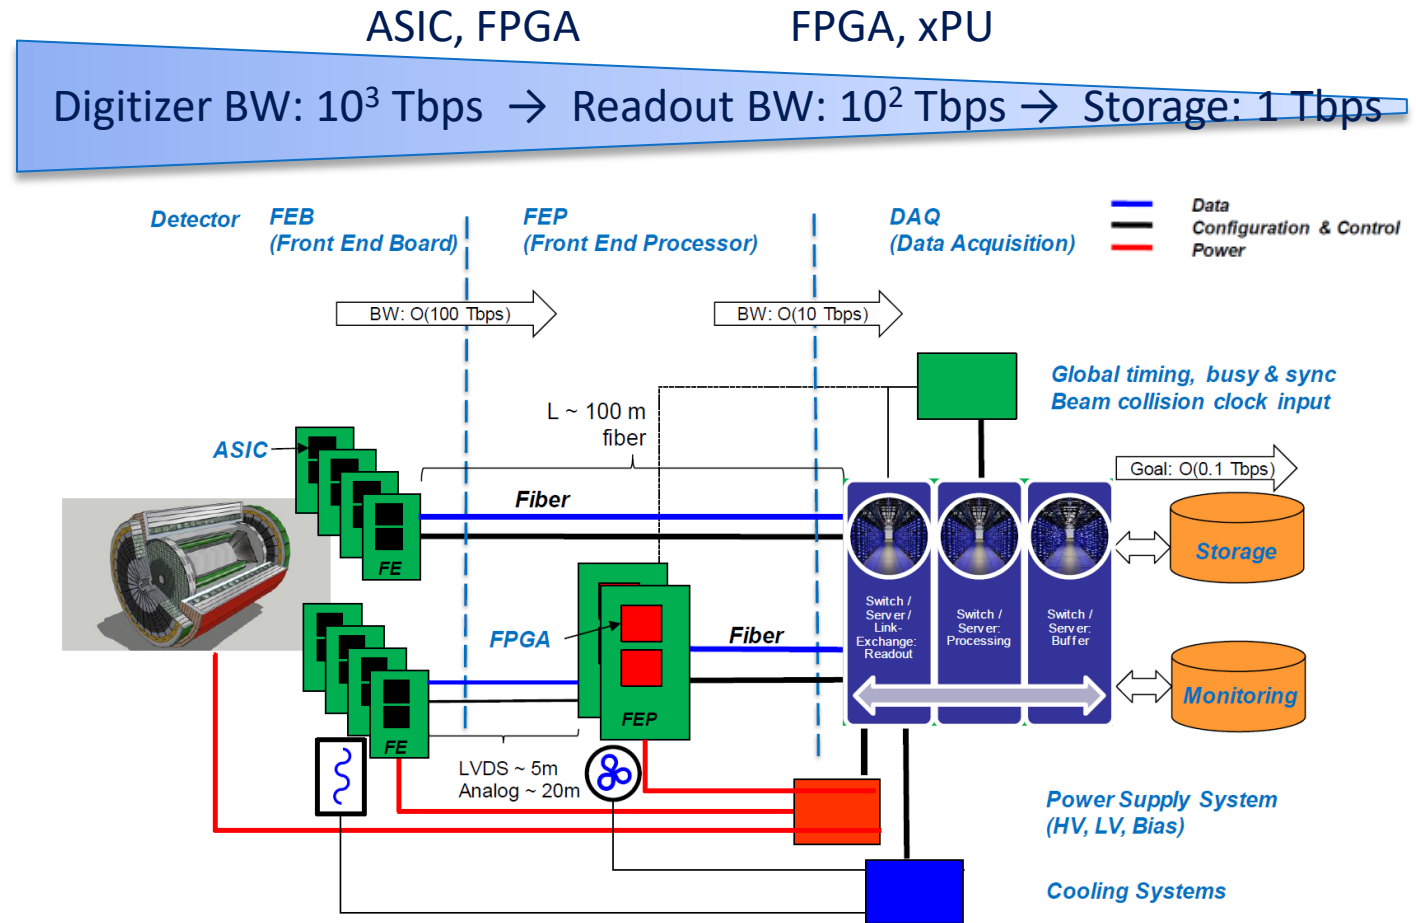 ASIC, FPGA
FPGA, xPU
Digitizer BW: 10³ Tbps → Readout BW: 10² Tbps → Storage: 1 Tbps
Detector
FEB
(Front End Board)
FEP
(Front End Processor)
DAQ
(Data Acquisition)
Data
Configuration & Control
Power
BW: O(100 Tbps)
BW: O(10 Tbps)
Global timing, busy & sync
Beam collision clock input
L ~ 100 m
fiber
ASIC
Goal: O(0.1 Tbps)
Fiber
FE
Storage
Switch /
Server /
Link-
Exchange:
Readout
Switch /
Server:
Processing
Switch /
Server:
Buffer
FPGA
Fiber
Monitoring
FEP
FE
LVDS ~ 5m
Analog ~ 20m
Power Supply System
(HV, LV, Bias)
Cooling Systems